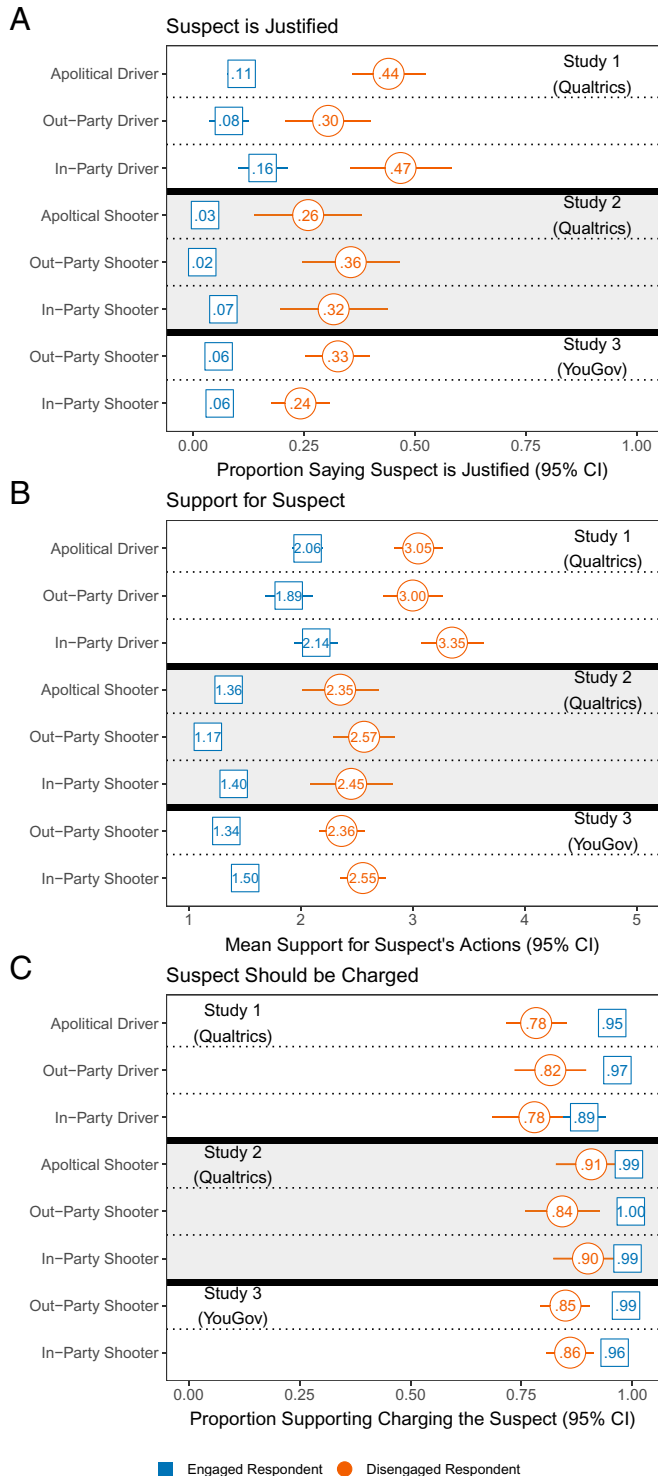 A
Suspect is Justified
Apolitical Driver .11 .44 Study 1
(Qualtrics)
Out−Party Driver .08 .30
In−Party Driver .16 .47
Apoltical Shooter .03 .26 Study 2
(Qualtrics)
Out−Party Shooter .02 .36
In−Party Shooter .07 .32
Out−Party Shooter .06 .33 Study 3
(YouGov)
In−Party Shooter .06 .24
0.00 0.25 0.50 0.75 1.00
Proportion Saying Suspect is Justified (95% CI)
B
Support for Suspect
Apolitical Driver 2.06 3.05 Study 1
(Qualtrics)
Out−Party Driver 1.89 3.00
In−Party Driver 2.14 3.35
Apoltical Shooter 1.36 2.35 Study 2
(Qualtrics)
Out−Party Shooter 1.17 2.57
In−Party Shooter 1.40 2.45
Out−Party Shooter 1.34 2.36 Study 3
(YouGov)
In−Party Shooter 1.50 2.55
1 2 3 4 5
Mean Support for Suspect's Actions (95% CI)
C
Suspect Should be Charged
Apolitical Driver Study 1 .78 .95
(Qualtrics)
Out−Party Driver .82 .97
In−Party Driver .78 .89
Apoltical Shooter Study 2 .91 .99
(Qualtrics)
Out−Party Shooter .84 1.00
In−Party Shooter .90 .99
Out−Party Shooter Study 3 .85 .99
(YouGov)
In−Party Shooter .86 .96
0.00 0.25 0.50 0.75 1.00
Proportion Supporting Charging the Suspect (95% CI)
Engaged Respondent Disengaged Respondent